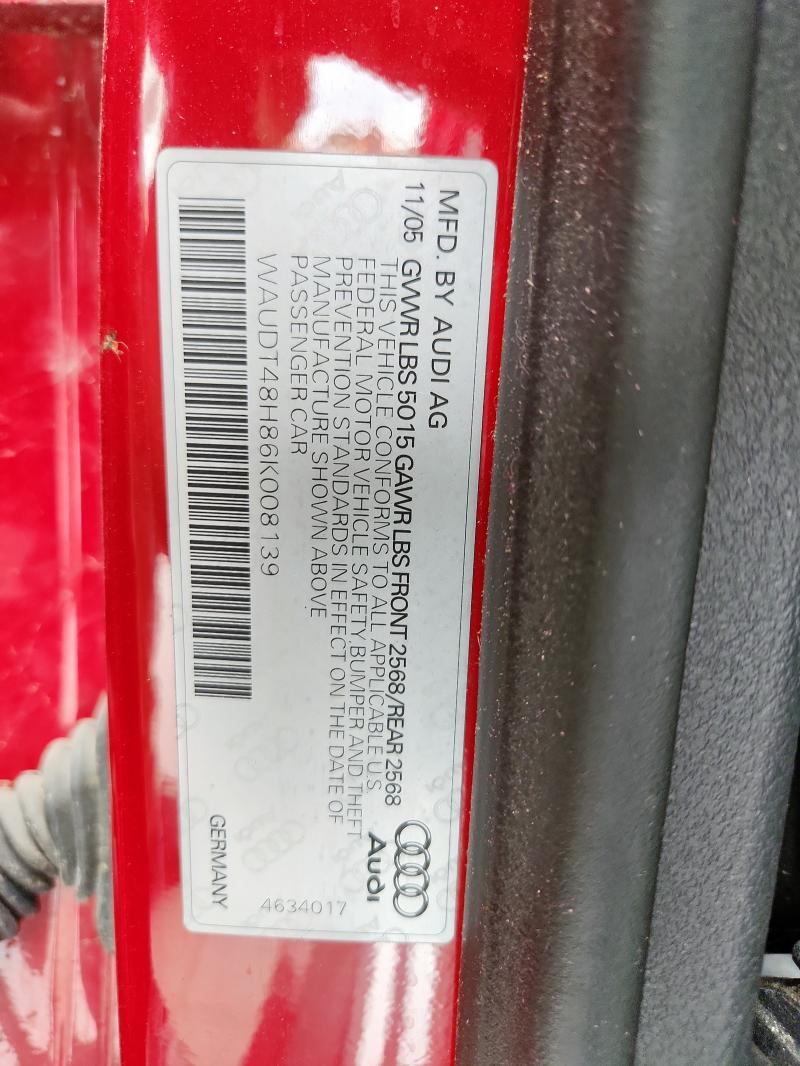 MFD. BY AUDI AG
11/05 GVWR LBS 5015 GAWR LBS FRONT 2568/REAR 2568
THIS VEHICLE CONFORMS TO ALL APPLICABLE U.S.
FEDERAL MOTOR VEHICLE SAFETY, BUMPER AND THEFT
PREVENTION STANDARDS IN EFFECT ON THE DATE OF
MANUFACTURE SHOWN ABOVE
PASSENGER CAR
WAUDT48H86K008139
Audi
4634017
GERMANY